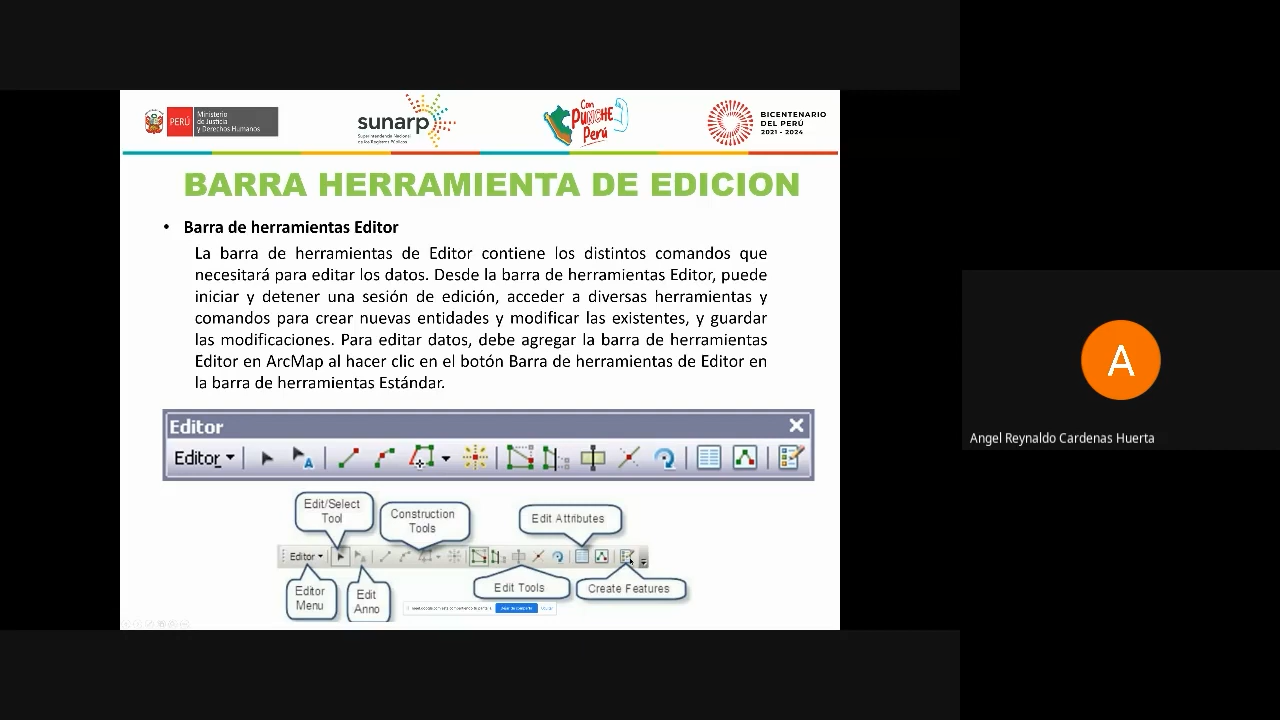 PERÚ
Ministerio
de Justicia
y Derechos Humanos
sunarp
Superintendencia Nacional
de los Registros Públicos
Con
PUNCHE
Perú
BICENTENARIO
DEL PERÚ
2021 - 2024
BARRA HERRAMIENTA DE EDICION
• Barra de herramientas Editor
La barra de herramientas de Editor contiene los distintos comandos que
necesitará para editar los datos. Desde la barra de herramientas Editor, puede
iniciar y detener una sesión de edición, acceder a diversas herramientas y
comandos para crear nuevas entidades y modificar las existentes, y guardar
las modificaciones. Para editar datos, debe agregar la barra de herramientas
Editor en ArcMap al hacer clic en el botón Barra de herramientas de Editor en
la barra de herramientas Estándar.
Editor
Editor
Edit/Select
Tool
Construction
Tools
Edit Attributes
Editor
Editor
Menu
Edit
Anno
Edit Tools
Create Features
A
Angel Reynaldo Cardenas Huerta